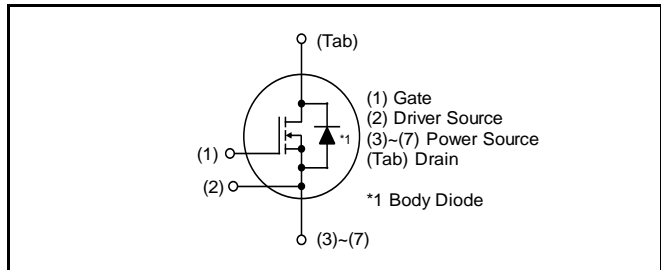 (Tab)
(1) Gate
(2) Driver Source
(3)~(7) Power Source
(Tab) Drain
*1
(1)
(2)
*1 Body Diode
(3)~(7)